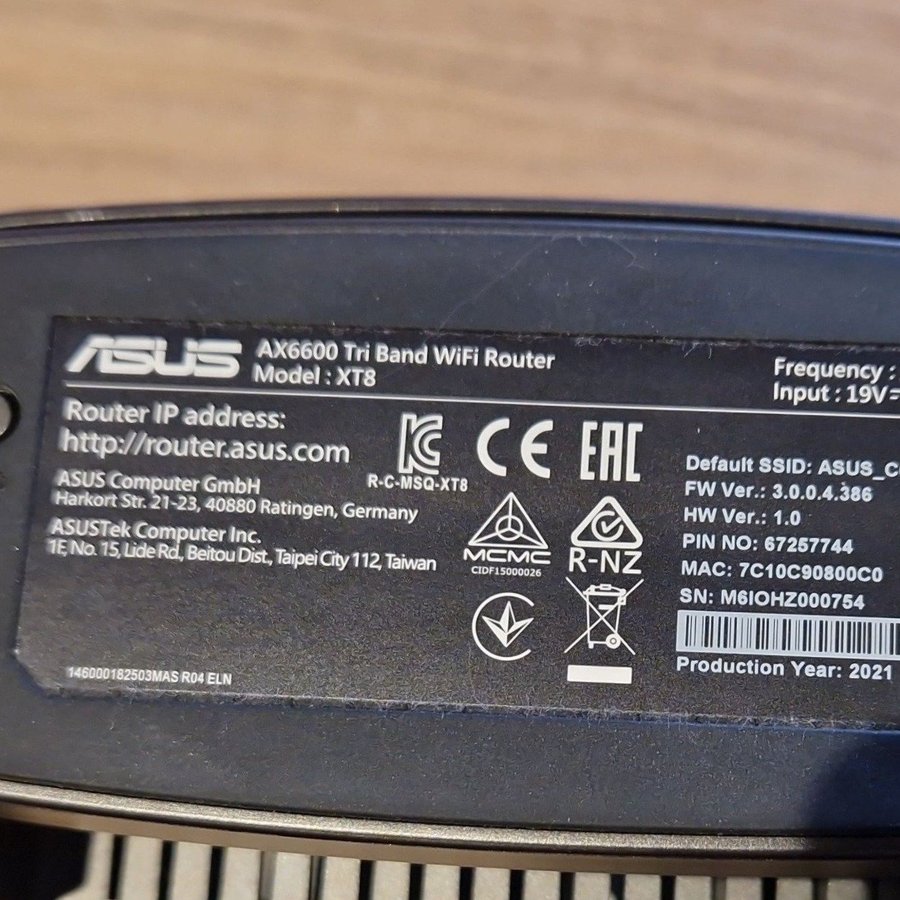 ASUS AX6600 Tri Band WiFi Router
Model : XT8
Frequency :
Input : 19V
Router IP address:
http://router.asus.com
ASUS Computer GmbH
Harkort Str. 21-23, 40880 Ratingen, Germany
ASUSTek Computer Inc.
1F, No. 15, Lide Rd., Beitou Dist., Taipei City 112, Taiwan
146000182503MAS R04 ELN
R-C-MSQ-XT8
CE
EAC
MCMC
CIDF15000026
R-NZ
Default SSID: ASUS_C
FW Ver.: 3.0.0.4.386
HW Ver.: 1.0
PIN NO: 67257744
MAC: 7C10C90800C0
SN: M6IOHZ000754
Production Year: 2021